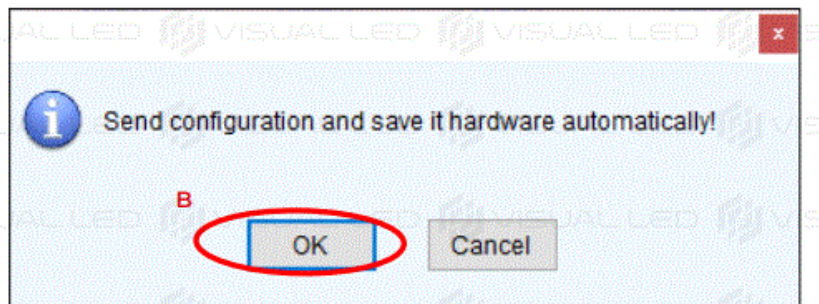 VISUAL LED VISUAL LED
x
Send configuration and save it hardware automatically!
B
OK Cancel
VISUAL LED